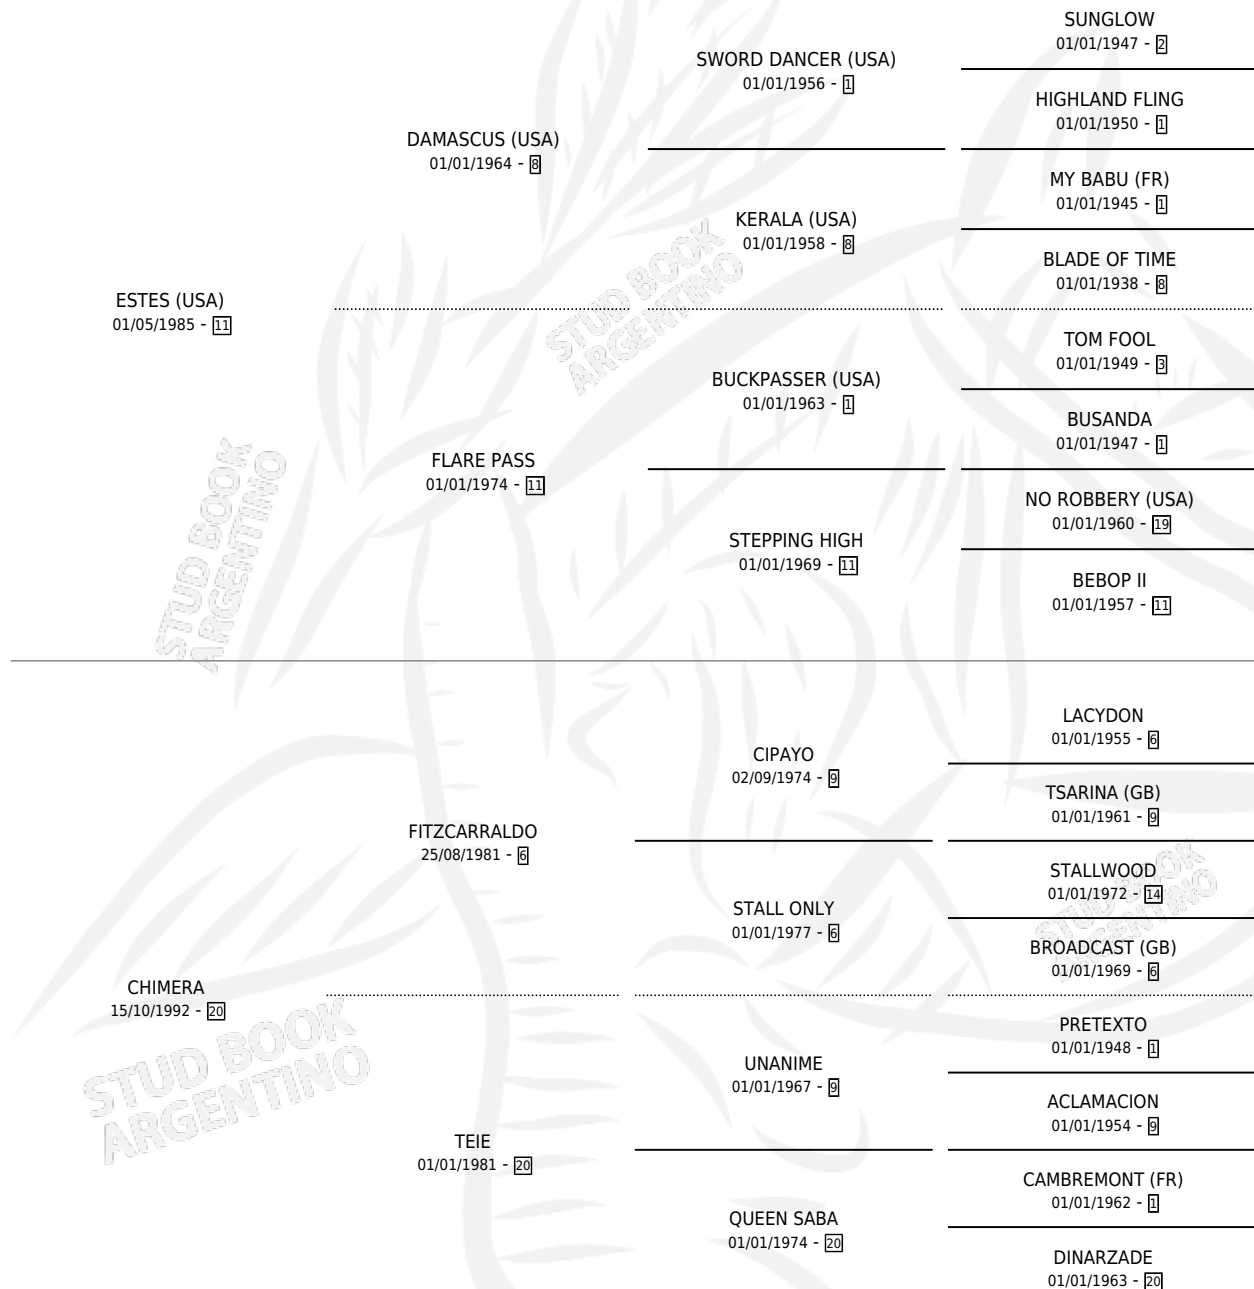 SUNGLOW
01/01/1947 - 2
SWORD DANCER (USA)
01/01/1956 - 1
HIGHLAND FLING
01/01/1950 - 1
DAMASCUS (USA)
01/01/1964 - 8
MY BABU (FR)
01/01/1945 - 1
KERALA (USA)
01/01/1958 - 8
BLADE OF TIME
01/01/1938 - 8
ESTES (USA)
01/05/1985 - 11
STUD BOOK
ARGENTINO
TOM FOOL
01/01/1949 - 3
BUCKPASSER (USA)
01/01/1963 - 1
BUSANDA
01/01/1947 - 1
FLARE PASS
01/01/1974 - 11
NO ROBBERY (USA)
01/01/1960 - 19
STEPPING HIGH
01/01/1969 - 11
BEBOP II
01/01/1957 - 11
STUD BOOK
ARGENTINO
LACYDON
01/01/1955 - 6
CIPAYO
02/09/1974 - 9
TSARINA (GB)
01/01/1961 - 9
FITZCARRALDO
25/08/1981 - 6
STALLWOOD
01/01/1972 - 14
STALL ONLY
01/01/1977 - 6
STUD BOOK
ARGENTINO
BROADCAST (GB)
01/01/1969 - 6
CHIMERA
15/10/1992 - 20
STUD BOOK
ARGENTINO
PRETEXTO
01/01/1948 - 1
UNANIME
01/01/1967 - 9
ACLAMACION
01/01/1954 - 9
TEIE
01/01/1981 - 20
CAMBREMONT (FR)
01/01/1962 - 1
QUEEN SABA
01/01/1974 - 20
DINARZADE
01/01/1963 - 20